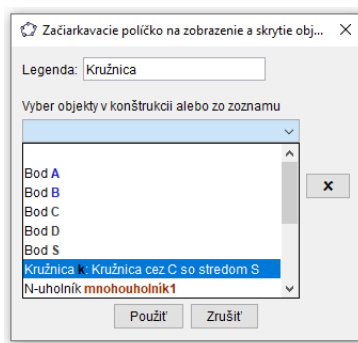 Začiarkavacie políčko na zobrazenie a skrytie obj... ×
Legenda: Kružnica
Vyber objekty v konštrukcii alebo zo zoznamu
Bod A
Bod B
Bod C
Bod D
Bod S
Kružnica k: Kružnica cez C so stredom S
N-uholník mnohouholník1
x
Použiť Zrušiť